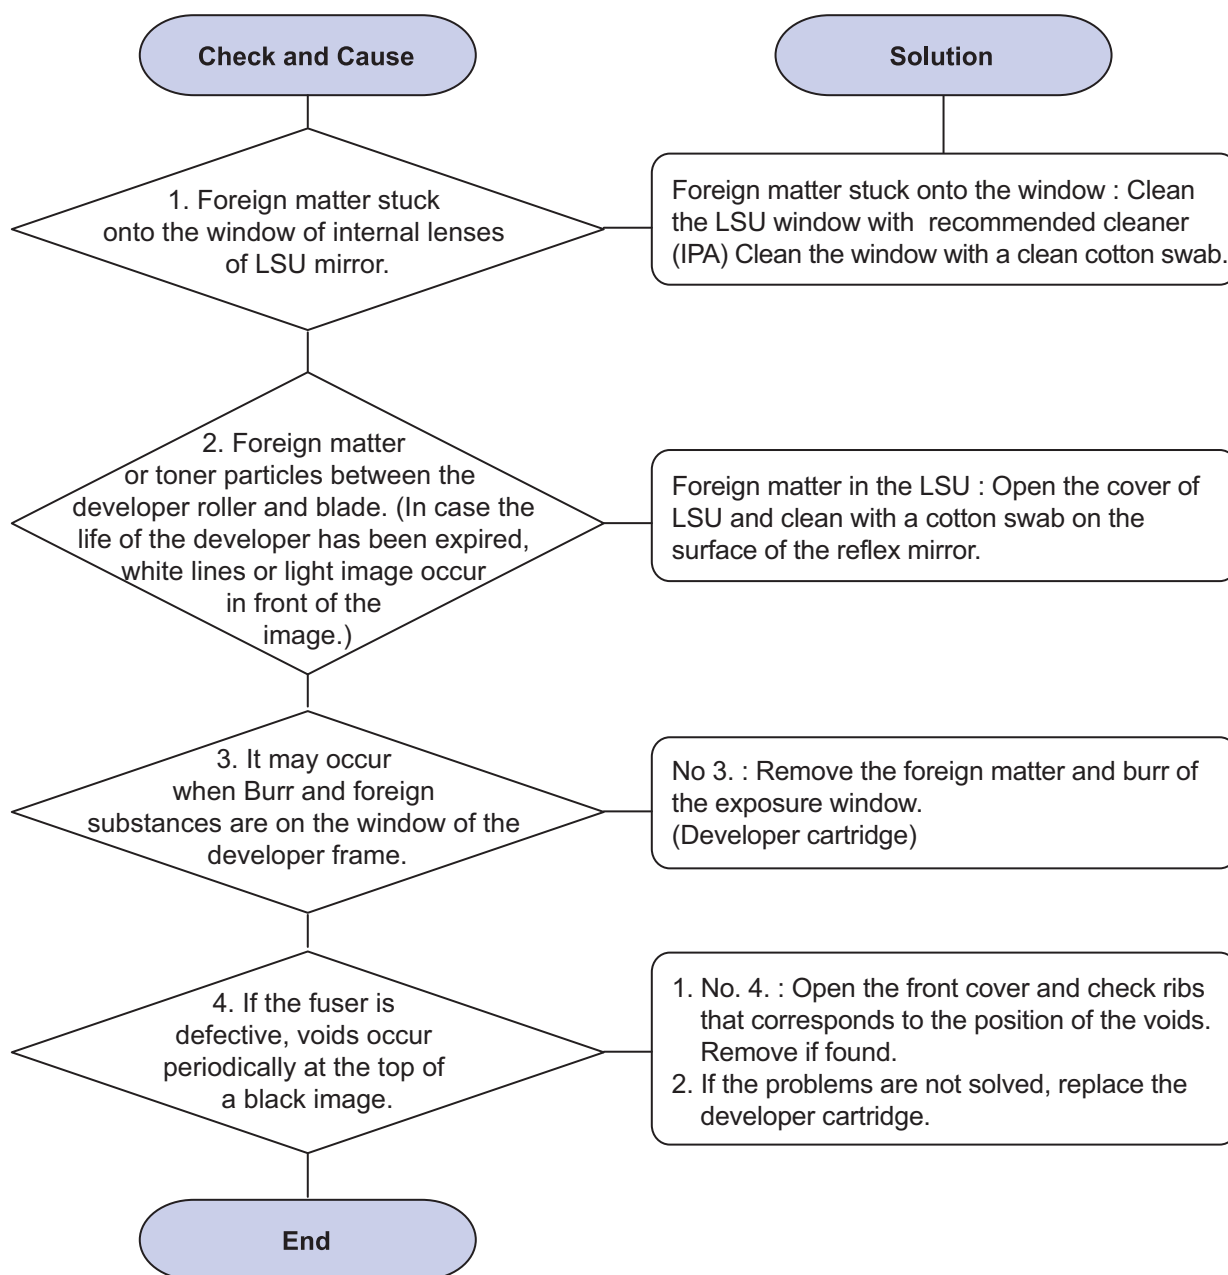 Check and Cause
Solution
1. Foreign matter stuck
onto the window of internal lenses
of LSU mirror.
Foreign matter stuck onto the window : Clean
the LSU window with recommended cleaner
(IPA) Clean the window with a clean cotton swab.
2. Foreign matter
or toner particles between the
developer roller and blade. (In case the
life of the developer has been expired,
white lines or light image occur
in front of the
image.)
Foreign matter in the LSU : Open the cover of
LSU and clean with a cotton swab on the
surface of the reflex mirror.
3. It may occur
when Burr and foreign
substances are on the window of the
developer frame.
No 3. : Remove the foreign matter and burr of
the exposure window.
(Developer cartridge)
4. If the fuser is
defective, voids occur
periodically at the top of
a black image.
1. No. 4. : Open the front cover and check ribs
that corresponds to the position of the voids.
Remove if found.
2. If the problems are not solved, replace the
developer cartridge.
End